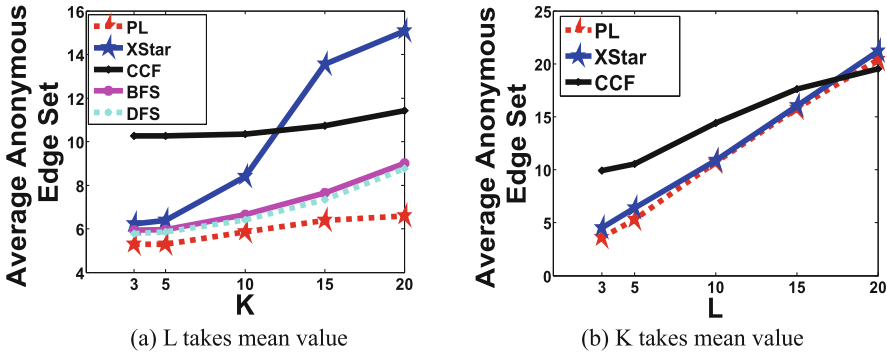 Average Anonymous
Edge Set
16
14
12
10
8
6
4
PL
XStar
CCF
BFS
DFS
3 5 10 15 20
K
(a) L takes mean value
Average Anonymous
Edge Set
25
20
15
10
5
0
PL
XStar
CCF
3 5 10 15 20
L
(b) K takes mean value